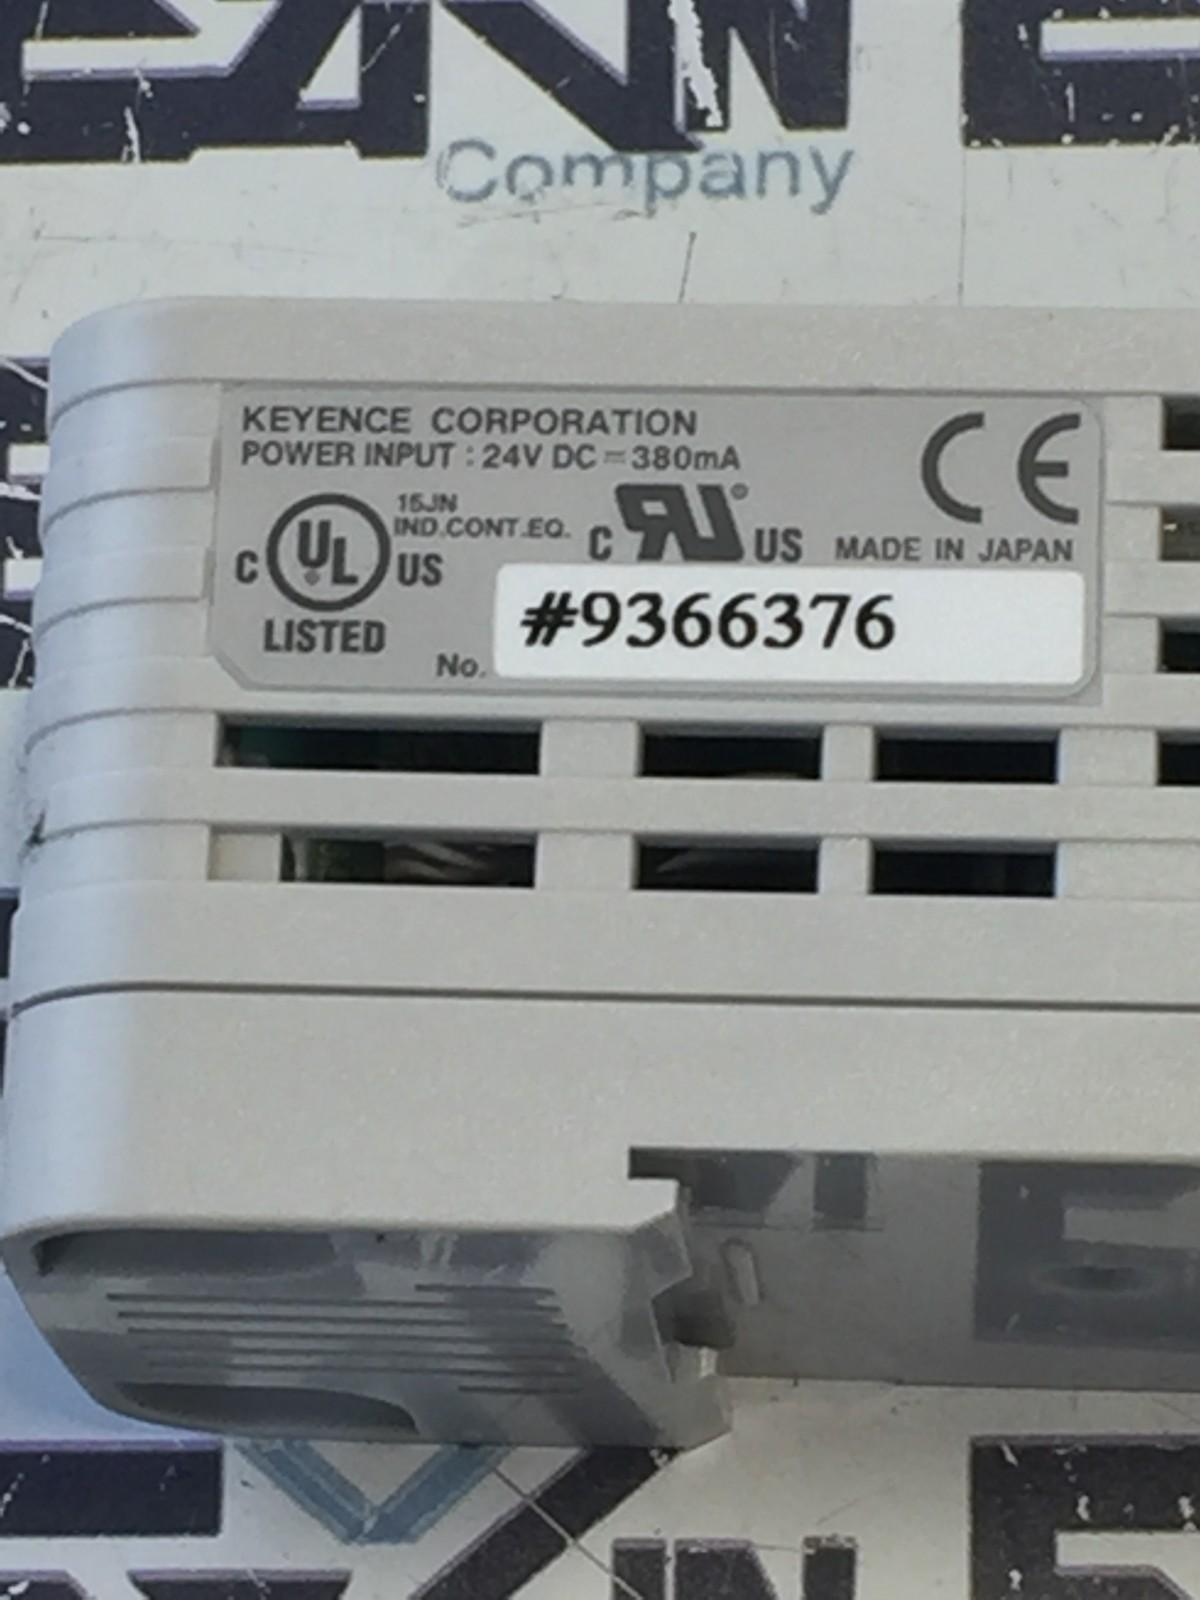 Company
KEYENCE CORPORATION
POWER INPUT : 24V DC ⎓ 380mA
CE
15JN
IND.CONT.EQ.
C UL US
LISTED
C RU ® US
MADE IN JAPAN
No. #9366376